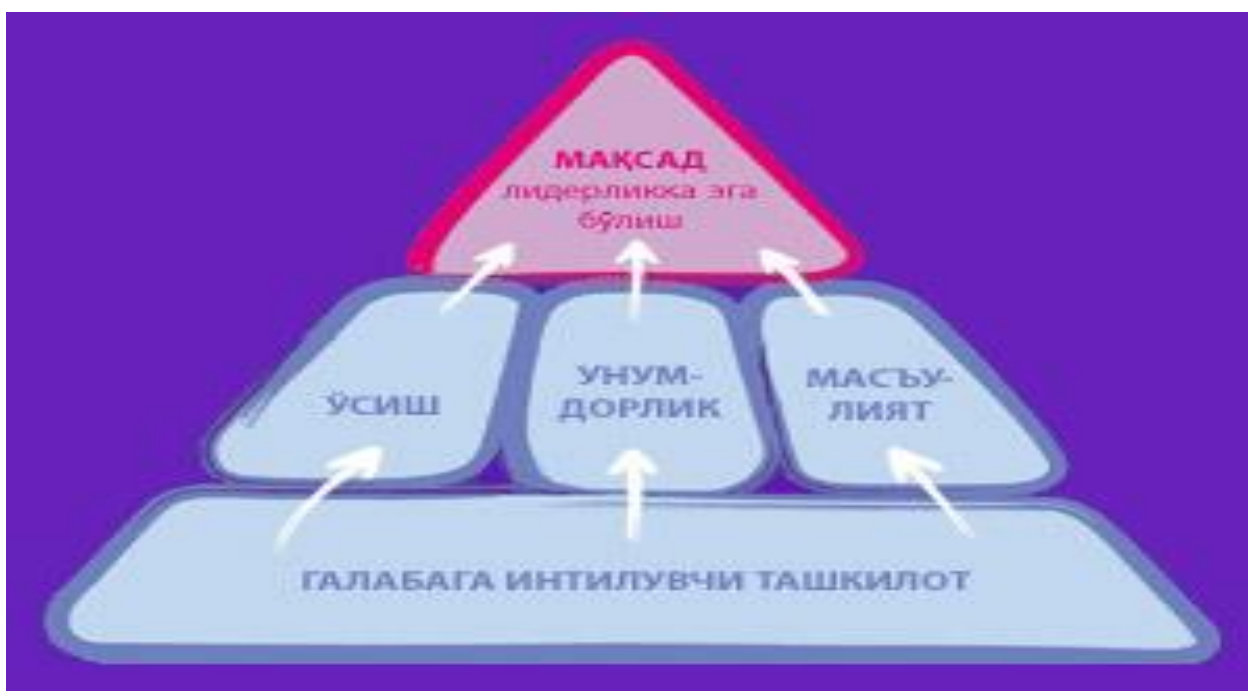 МАҚСАД
лидерликка эга
бўлиш
ЎСИШ
УНУМ-
ДОРЛИК
МАСЪУ-
ЛИЯТ
ГАЛАБАГА ИНТИЛУВЧИ ТАШКИЛОТ